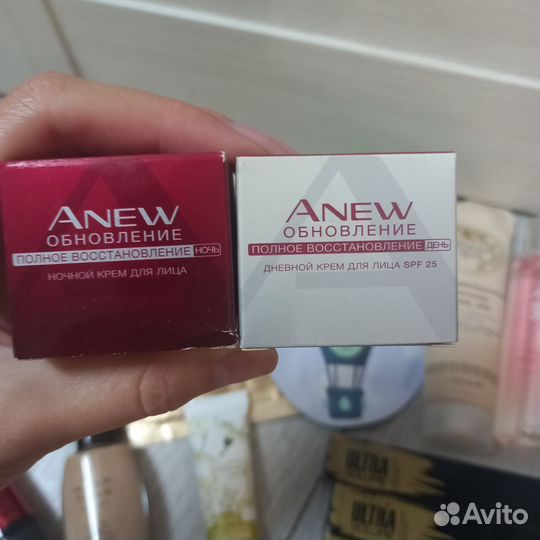 ANEW
ОБНОВЛЕНИЕ
ПОЛНОЕ ВОССТАНОВЛЕНИЕ НОЧЬ
НОЧНОЙ КРЕМ ДЛЯ ЛИЦА
ANEW
ОБНОВЛЕНИЕ
ПОЛНОЕ ВОССТАНОВЛЕНИЕ ДЕНЬ
ДНЕВНОЙ КРЕМ ДЛЯ ЛИЦА SPF 25
ULTRA
ULTRA
Avito